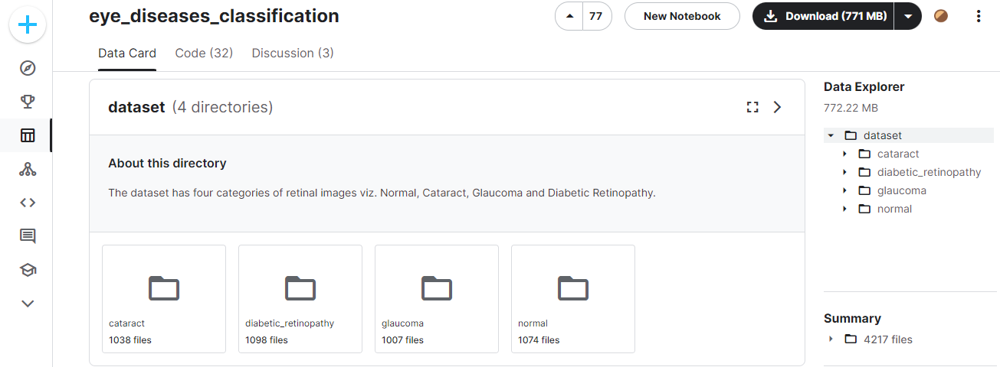 eye_diseases_classification
77
New Notebook
Download (771 MB)
Data Card
Code (32)
Discussion (3)
dataset (4 directories)
About this directory
The dataset has four categories of retinal images viz. Normal, Cataract, Glaucoma and Diabetic Retinopathy.
cataract
1038 files
diabetic_retinopathy
1098 files
glaucoma
1007 files
normal
1074 files
Data Explorer
772.22 MB
dataset
cataract
diabetic_retinopathy
glaucoma
normal
Summary
4217 files